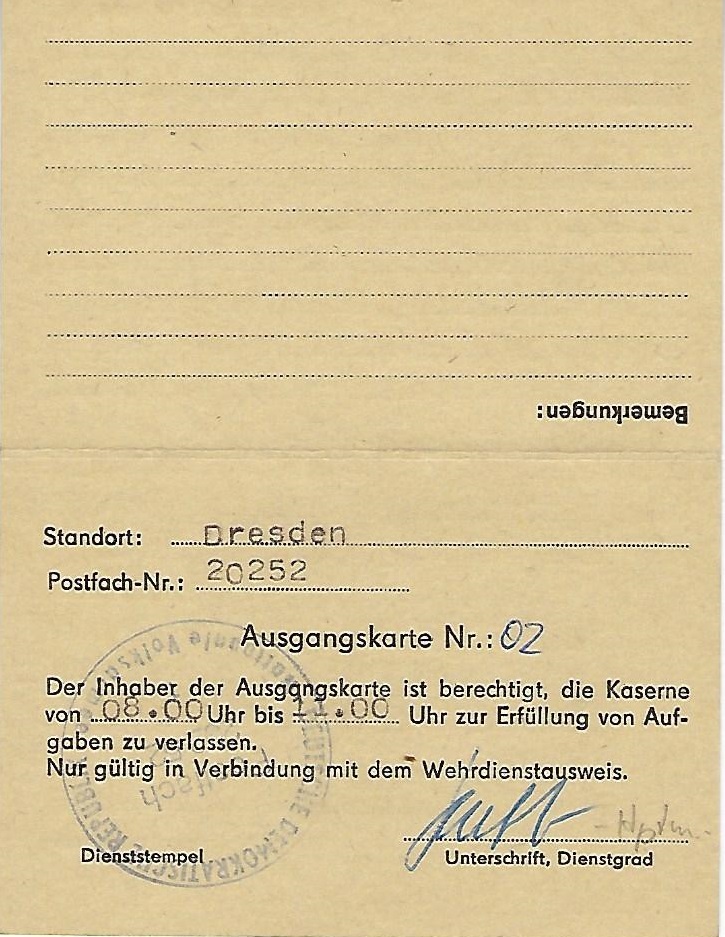 Bemerkungen:
Standort: Dresden
Postfach-Nr.: 20252
Ausgangskarte Nr.: 02
Der Inhaber der Ausgangskarte ist berechtigt, die Kaserne
von 08.00 Uhr bis 11.00 Uhr zur Erfüllung von Auf-
gaben zu verlassen.
Nur gültig in Verbindung mit dem Wehrdienstausweis.
- Hptm.
Dienststempel
Unterschrift, Dienstgrad